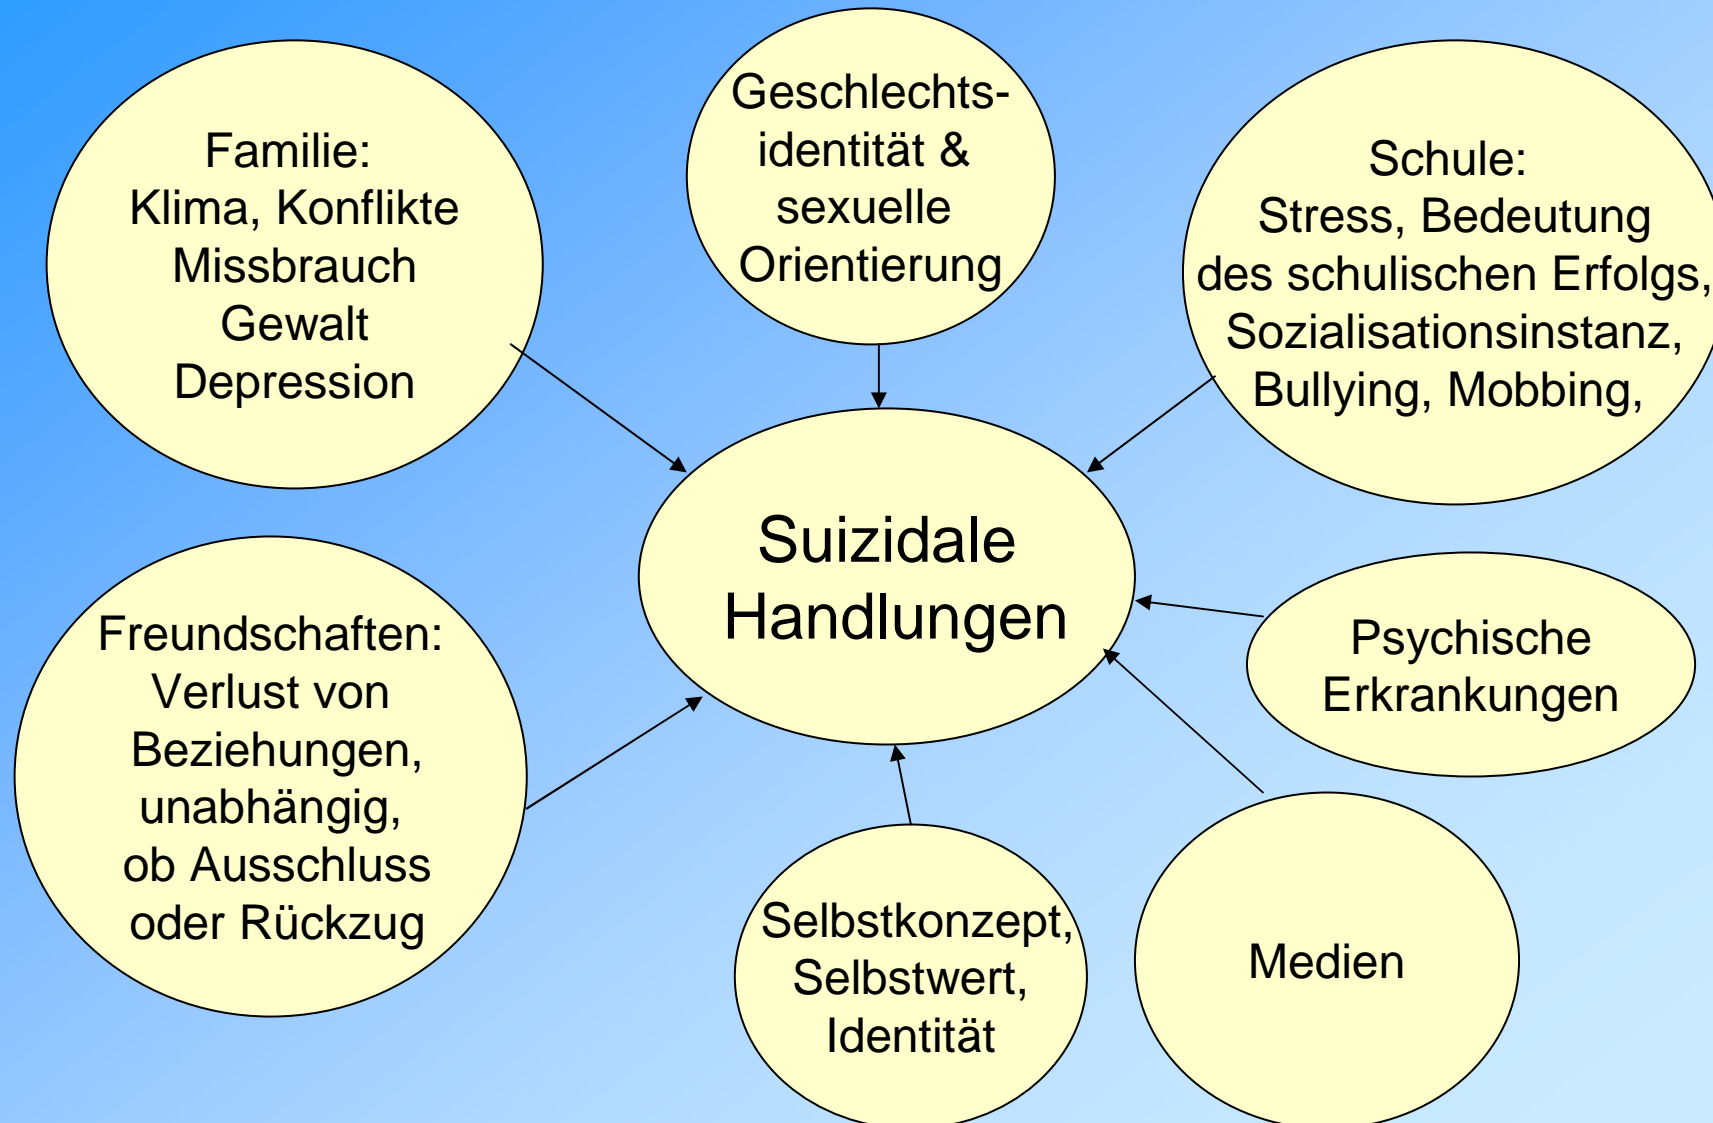 Familie:
Klima, Konflikte
Missbrauch
Gewalt
Depression
Geschlechts-
identität &
sexuelle
Orientierung
Schule:
Stress, Bedeutung
des schulischen Erfolgs,
Sozialisationsinstanz,
Bullying, Mobbing,
Suizidale
Handlungen
Freundschaften:
Verlust von
Beziehungen,
unabhängig,
ob Ausschluss
oder Rückzug
Psychische
Erkrankungen
Selbstkonzept,
Selbstwert,
Identität
Medien